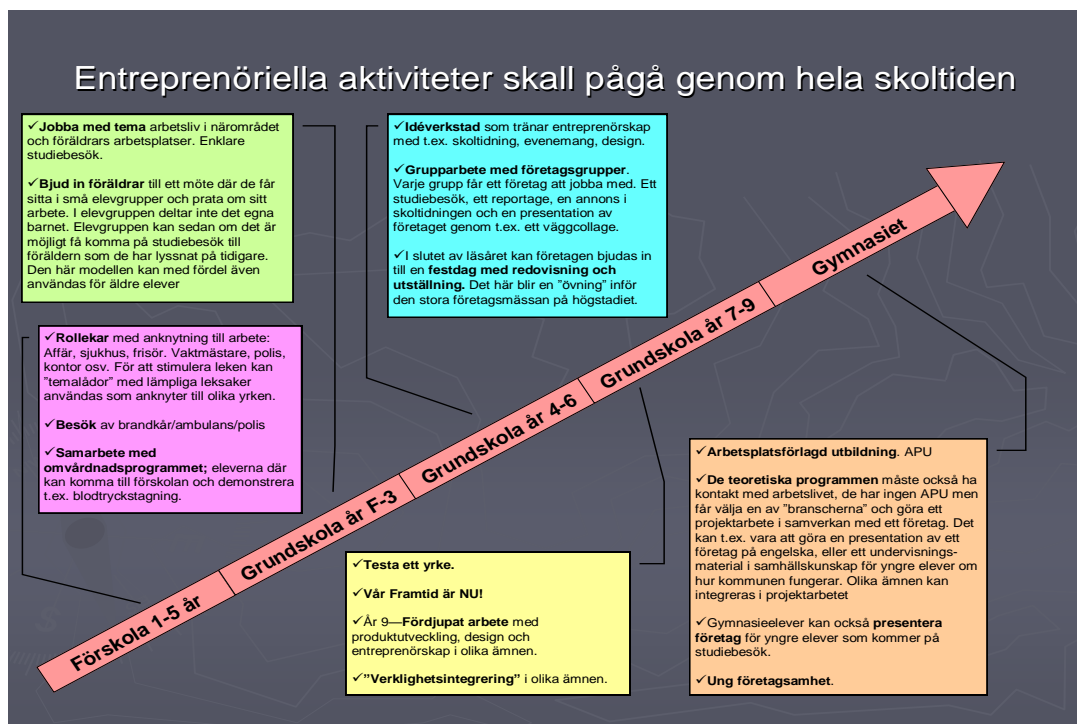 Entreprenöriella aktiviteter skall pågå genom hela skoltiden
✓Jobba med tema arbetsliv i närområdet
och föräldrars arbetsplatser. Enklare
studiebesök.
✓Bjud in föräldrar till ett möte där de får
sitta i små elevgrupper och prata om sitt
arbete. I elevgruppen deltar inte det egna
barnet. Elevgruppen kan sedan om det är
möjligt få komma på studiebesök till
föräldern som de har lyssnat på tidigare.
Den här modellen kan med fördel även
användas för äldre elever
✓Idéverkstad som tränar entreprenörskap
med t.ex. skoltidning, evenemang, design.
✓Grupparbete med företagsgrupper.
Varje grupp får ett företag att jobba med. Ett
studiebesök, ett reportage, en annons i
skoltidningen och en presentation av
företaget genom t.ex. ett väggcollage.
✓I slutet av läsåret kan företagen bjudas in
till en festdag med redovisning och
utställning. Det här blir en ”övning” inför
den stora företagsmässan på högstadiet.
✓Rollekar med anknytning till arbete:
Affär, sjukhus, frisör. Vaktmästare, polis,
kontor osv. För att stimulera leken kan
”temalådor” med lämpliga leksaker
användas som anknyter till olika yrken.
✓Besök av brandkår/ambulans/polis
✓Samarbete med
omvårdnadsprogrammet; eleverna där
kan komma till förskolan och demonstrera
t.ex. blodtryckstagning.
Förskola 1-5 år
Grundskola år F-3
Grundskola år 4-6
Grundskola år 7-9
Gymnasiet
✓Testa ett yrke.
✓Vår Framtid är NU!
✓År 9—Fördjupat arbete med
produktutveckling, design och
entreprenörskap i olika ämnen.
✓”Verklighetsintegrering” i olika ämnen.
✓Arbetsplatsförlagd utbildning. APU
✓De teoretiska programmen måste också ha
kontakt med arbetslivet, de har ingen APU men
får välja en av ”branscherna” och göra ett
projektarbete i samverkan med ett företag. Det
kan t.ex. vara att göra en presentation av ett
företag på engelska, eller ett undervisnings-
material i samhällskunskap för yngre elever om
hur kommunen fungerar. Olika ämnen kan
integreras i projektarbetet
✓Gymnasieelever kan också presentera
företag för yngre elever som kommer på
studiebesök.
✓Ung företagsamhet.